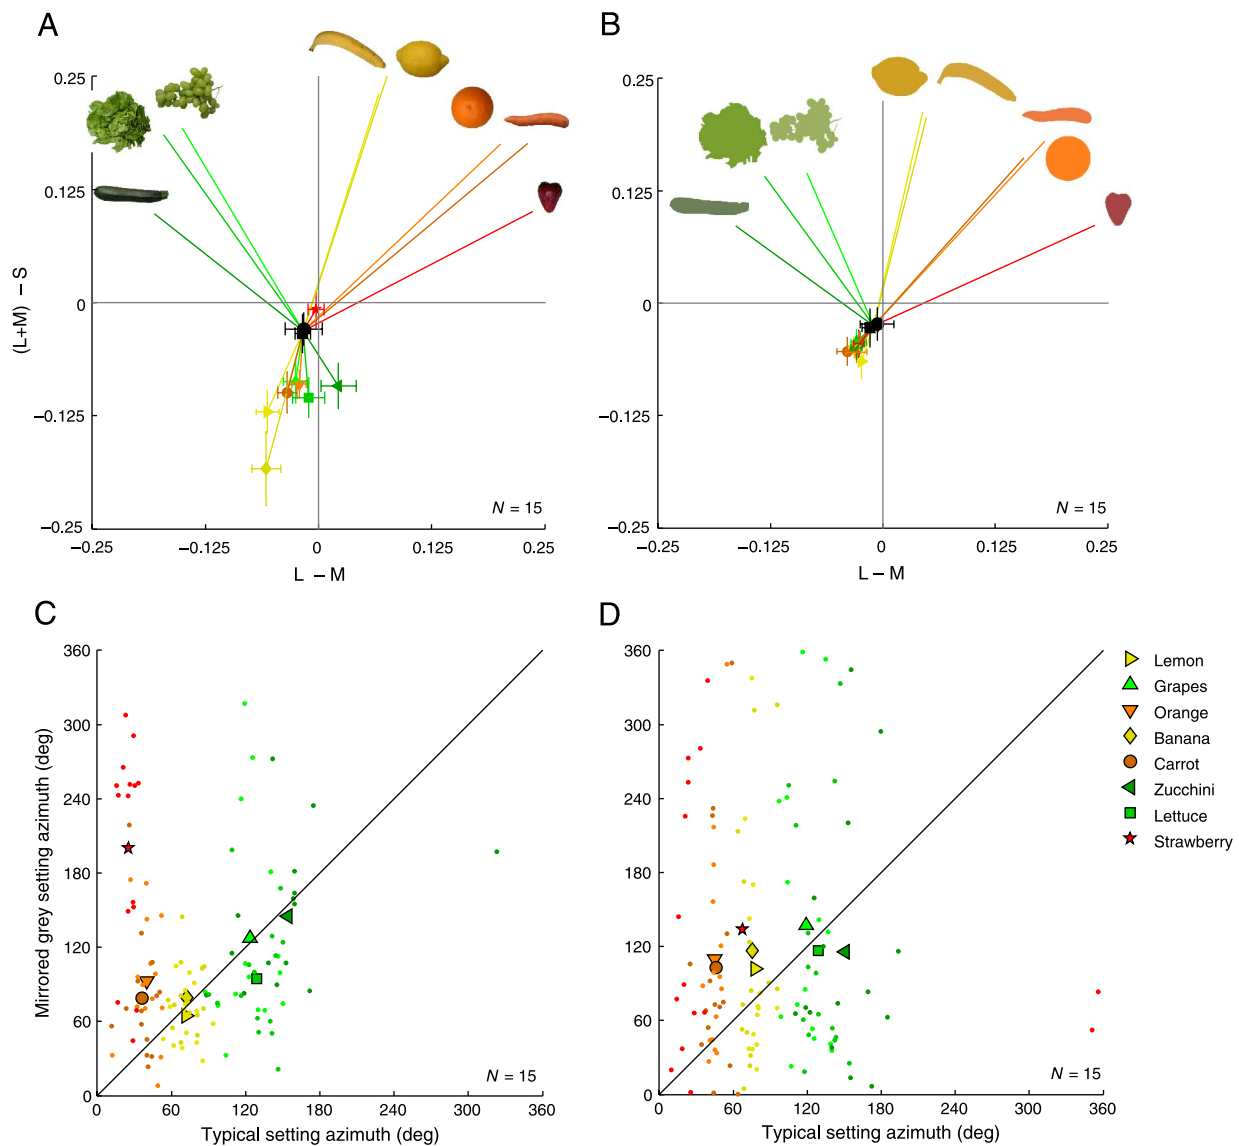 A
B
0.25
0.125
0
−0.125
−0.25
(L+M) − S
−0.25
−0.125
0
0.125
0.25
L − M
N = 15
0.25
0.125
0
−0.125
−0.25
−0.25
−0.125
0
0.125
0.25
L − M
N = 15
C
D
360
300
240
180
120
60
0
Mirrored grey setting azimuth (deg)
0
60
120
180
240
300
360
Typical setting azimuth (deg)
N = 15
360
300
240
180
120
60
0
0
60
120
180
240
300
360
Typical setting azimuth (deg)
N = 15
Lemon
Grapes
Orange
Banana
Carrot
Zucchini
Lettuce
Strawberry